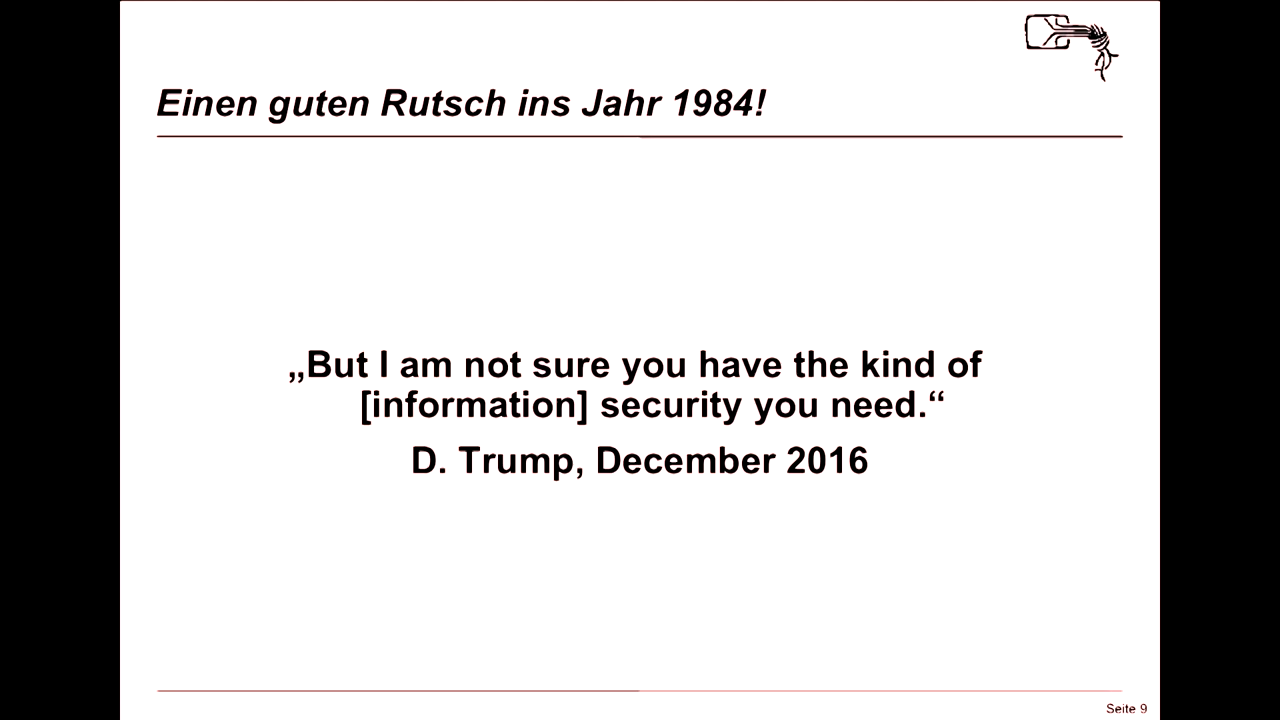 Einen guten Rutsch ins Jahr 1984!
„But I am not sure you have the kind of
[information] security you need.“
D. Trump, December 2016
Seite 9